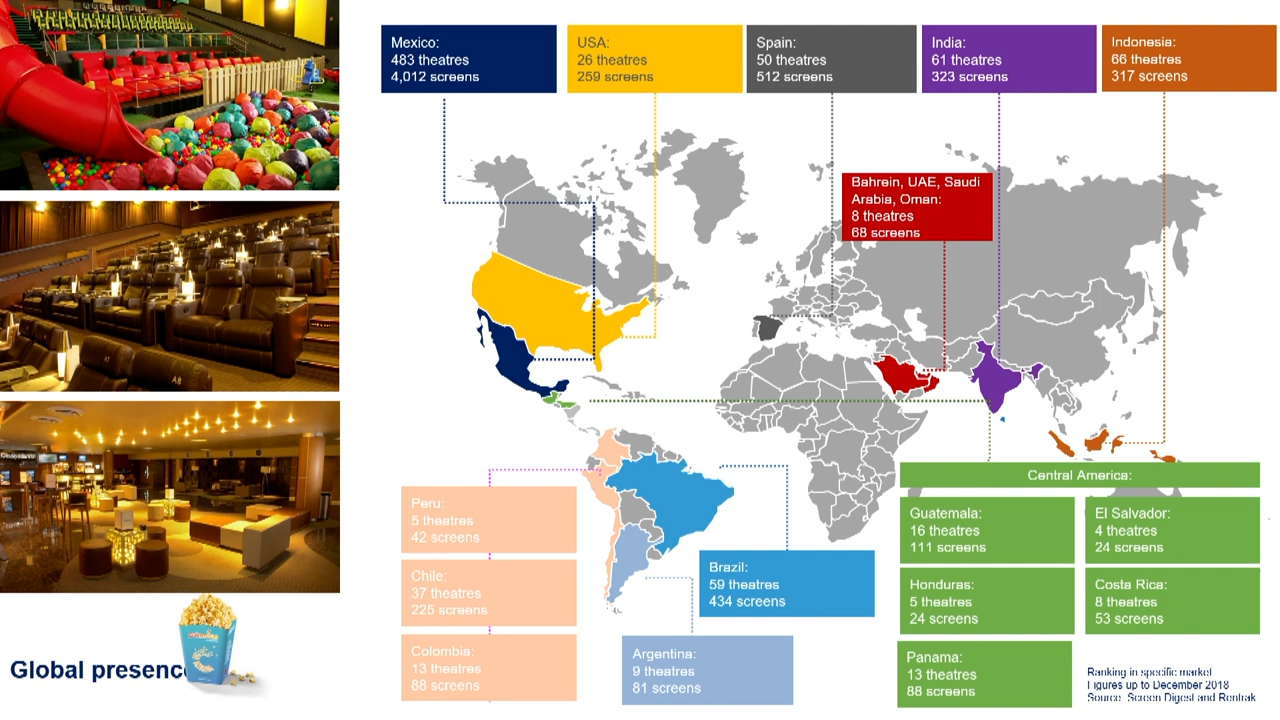 Mexico:
483 theatres
4,012 screens
USA:
26 theatres
259 screens
Spain:
50 theatres
512 screens
India:
61 theatres
323 screens
Indonesia:
66 theatres
317 screens
Bahrein, UAE, Saudi
Arabia, Oman:
8 theatres
68 screens
Peru:
5 theatres
42 screens
Chile:
37 theatres
225 screens
Colombia:
13 theatres
88 screens
Brazil:
59 theatres
434 screens
Argentina:
9 theatres
81 screens
Central America:
Guatemala:
16 theatres
111 screens
El Salvador:
4 theatres
24 screens
Honduras:
5 theatres
24 screens
Costa Rica:
8 theatres
53 screens
Panama:
13 theatres
88 screens
Ranking in specific market
Figures up to December 2018
Source: Screen Digest and Rentrak
A8
Global presence